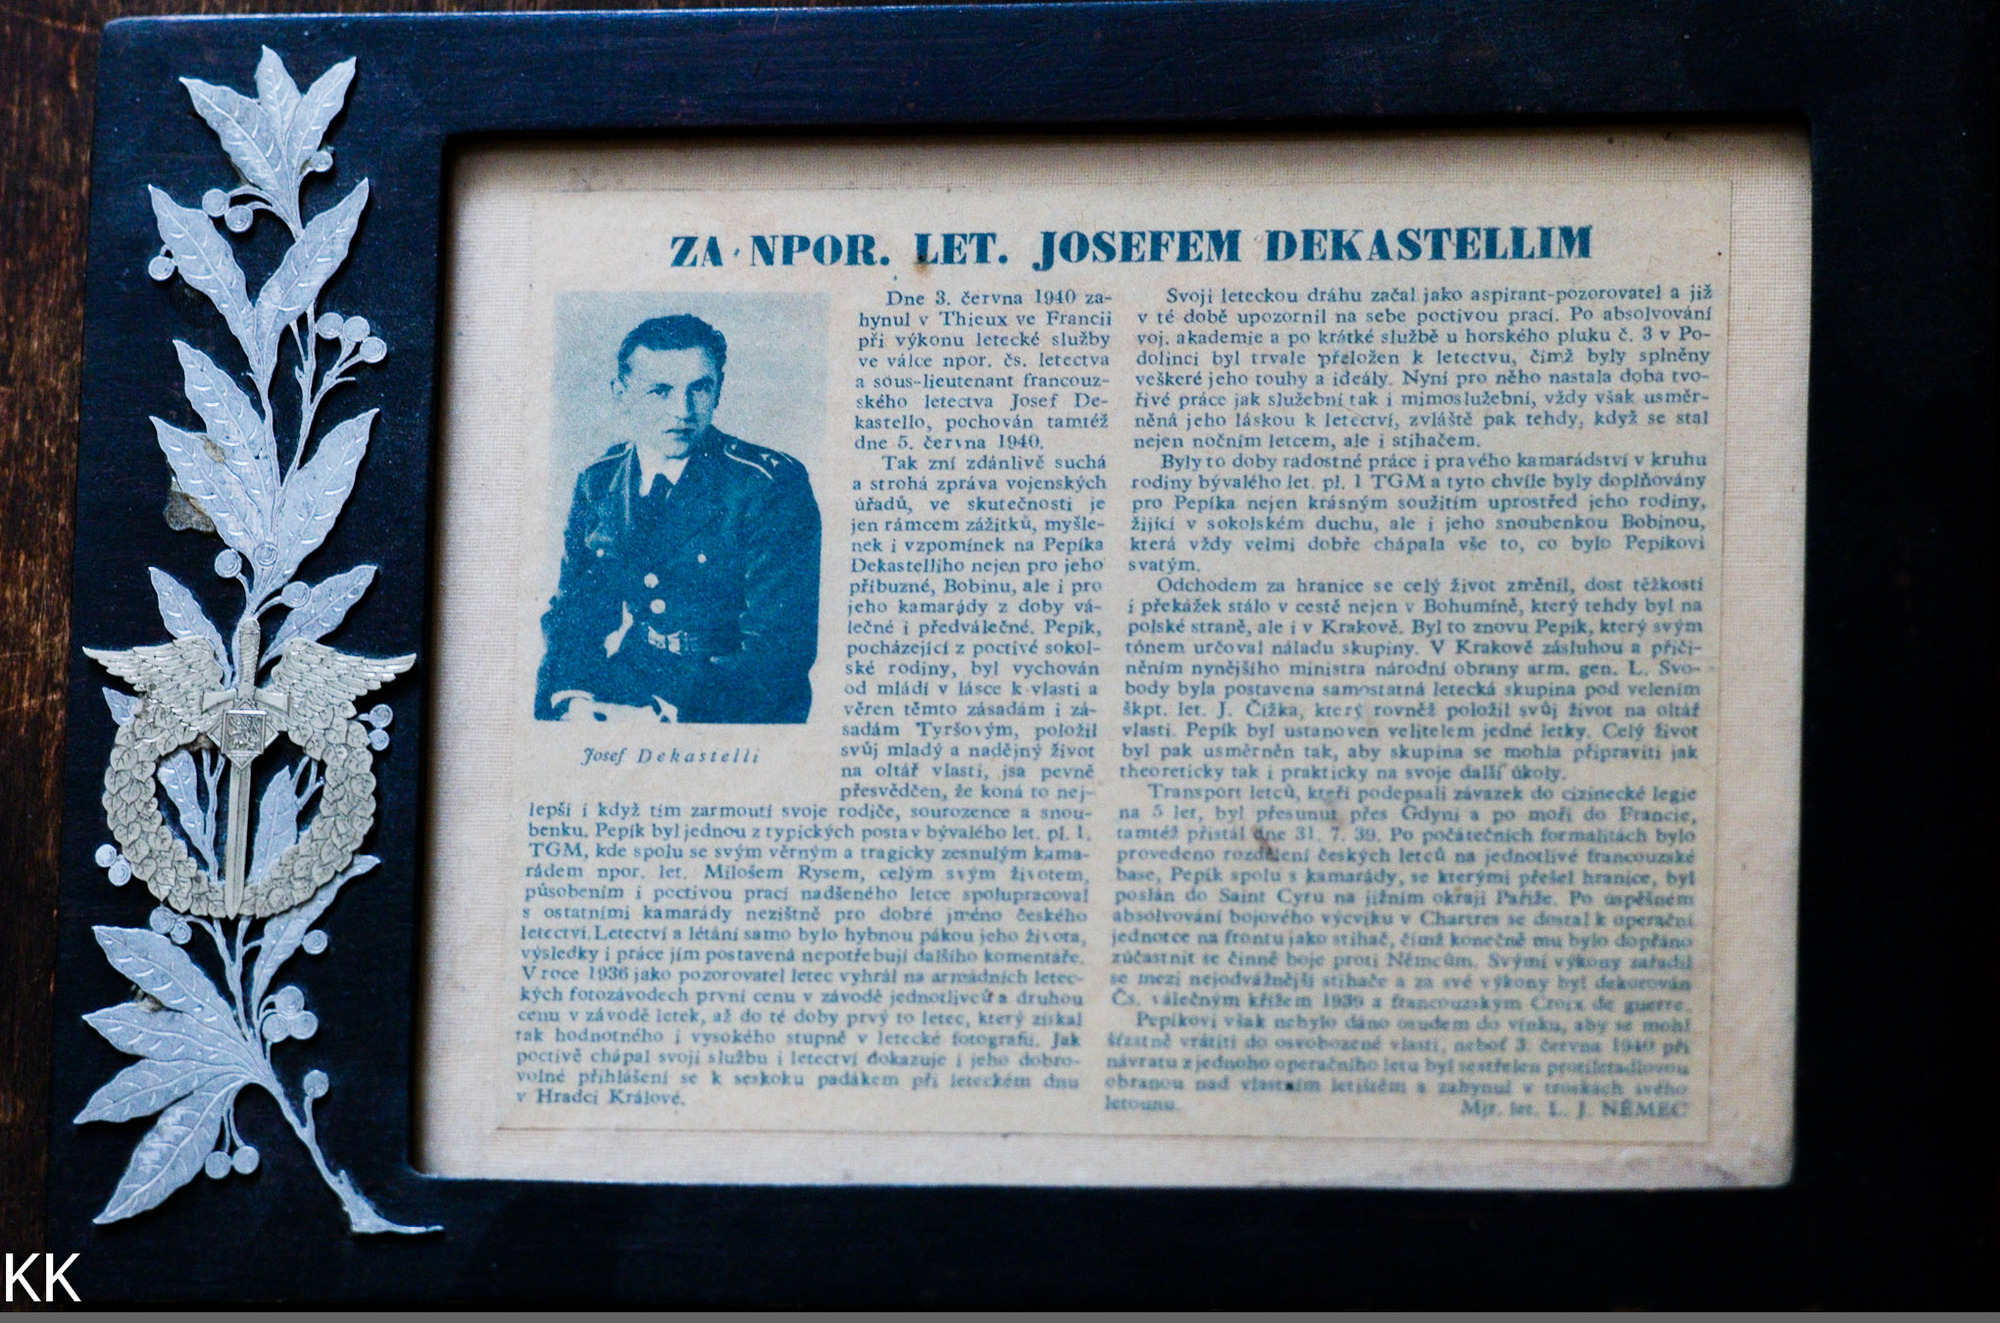 ZA NPOR. LET. JOSEFEM DEKASTELLIM
Dne 3. června 1940 za-
hynul v Thieux ve Francii
při výkonu letecké služby
ve válce npor. čs. letectva
a sous-lieutenant francouz-
ského letectva Josef De-
kastello, pochován tamtéž
dne 5. června 1940.
Tak zní zdánlivě suchá
a strohá zpráva vojenských
úřadů, ve skutečnosti je
jen rámcem zážitků, myšle-
nek i vzpomínek na Pepíka
Dekastelliho nejen pro jeho
příbuzné, Bobinu, ale i pro
jeho kamarády z doby vá-
lečné i předválečné. Pepík,
pocházející z poctivé sokol-
ské rodiny, byl vychován
od mládí v lásce k vlasti a
věren těmto zásadám i zá-
sadám Tyršovým, položil
svůj mladý a nadějný život
na oltář vlasti, jsa pevně
přesvědčen, že koná to nej-
Josef Dekastelli
lepší i když tím zarmoutí svoje rodiče, sourozence a snou-
benku. Pepík byl jednou z typických postav bývalého let. pl. 1.
TGM, kde spolu se svým věrným a tragicky zesnulým kama-
rádem npor. let. Milošem Rysem, celým svým životem,
působením i poctivou prací nadšeného letce spolupracoval
s ostatními kamarády nezištně pro dobré jméno českého
letectví. Letectví a létání samo bylo hybnou pákou jeho života,
výsledky i práce jím postavená nepotřebují dalšího komentáře.
V roce 1936 jako pozorovatel letec vyhrál na armádních letec-
kých fotozávodech první cenu v závodě jednotlivců a druhou
cenu v závodě letek, až do té doby prvý to letec, který získal
tak hodnotného i vysokého stupně v letecké fotografii. Jak
poctivě chápal svoji službu i letectví dokazuje i jeho dobro-
volné přihlášení se k seskoku padákem při leteckém dnu
v Hradci Králové.
Svoji leteckou dráhu začal jako aspirant-pozorovatel a již
v té době upozornil na sebe poctivou prací. Po absolvování
voj. akademie a po krátké službě u horského pluku č. 3 v Po-
dolinci byl trvale přeložen k letectvu, čímž byly splněny
veškeré jeho touhy a ideály. Nyní pro něho nastala doba tvo-
řivé práce jak služební tak i mimoslužební, vždy však usměr-
něná jeho láskou k letectví, zvláště pak tehdy, když se stal
nejen nočním letcem, ale i stihačem.
Byly to doby radostné práce i pravého kamarádství v kruhu
rodiny bývalého let. pl. 1 TGM a tyto chvíle byly doplňovány
pro Pepíka nejen krásným soužitím uprostřed jeho rodiny,
žijící v sokolském duchu, ale i jeho snoubenkou Bobinou,
která vždy velmi dobře chápala vše to, co bylo Pepíkovi
svatým.
Odchodem za hranice se celý život změnil, dost těžkostí
i překážek stálo v cestě nejen v Bohumíně, který tehdy byl na
polské straně, ale i v Krakově. Byl to znovu Pepík, který svým
tónem určoval náladu skupiny. V Krakově zásluhou a přiči-
něním nynějšího ministra národní obrany arm. gen. L. Svo-
body byla postavena samostatná letecká skupina pod velením
škpt. let. J. Čížka, který rovněž položil svůj život na oltář
vlasti. Pepík byl ustanoven velitelem jedné letky. Celý život
byl pak usměrněn tak, aby skupina se mohla připraviti jak
theoreticky tak i prakticky na svoje další úkoly.
Transport letců, kteří podepsali závazek do cizinecké legie
na 5 let, byl přesunut přes Gdyni a po moři do Francie,
tamtéž přistál dne 31. 7. 39. Po počátečních formalitách bylo
provedeno rozdělení českých letců na jednotlivé francouzské
base, Pepík spolu s kamarády, se kterými přešel hranice, byl
poslán do Saint Cyru na jižním okraji Paříže. Po úspěšném
absolvování bojového výcviku v Chartres se dostal k operační
jednotce na frontu jako stihač, čímž konečně mu bylo dopřáno
zúčastnit se činně boje proti Němcům. Svými výkony zařadil
se mezi nejodvážnější stihače a za své výkony byl dekorován
Čs. válečným křížem 1939 a francouzským Croix de guerre.
Pepíkovi však nebylo dáno osudem do vínku, aby se mohl
šťastně vrátiti do osvobozené vlasti, neboť 3. června 1940 při
návratu z jednoho operačního letu byl sestřelen protiletadlovou
obranou nad vlastním letištěm a zahynul v troskách svého
letounu.
Mjr. let. L. J. NĚMEC
KK